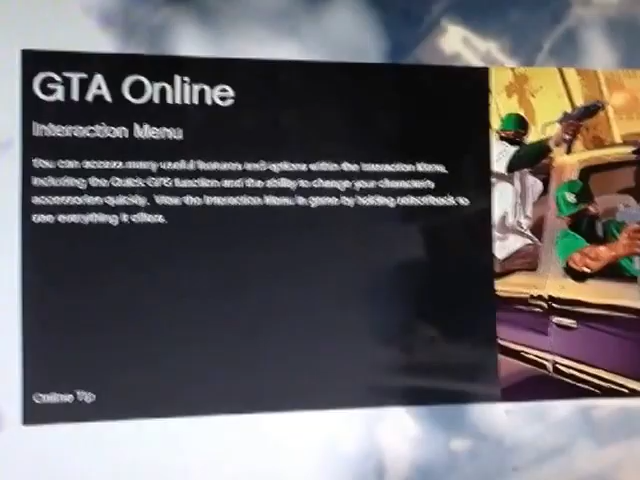 GTA Online
Interaction Menu
You can access many useful features and options within the Interaction Menu,
including the Quick GPS function and the ability to change your character's
accessories quickly. View the Interaction Menu in game by holding to
see everything it offers.
Online Tip